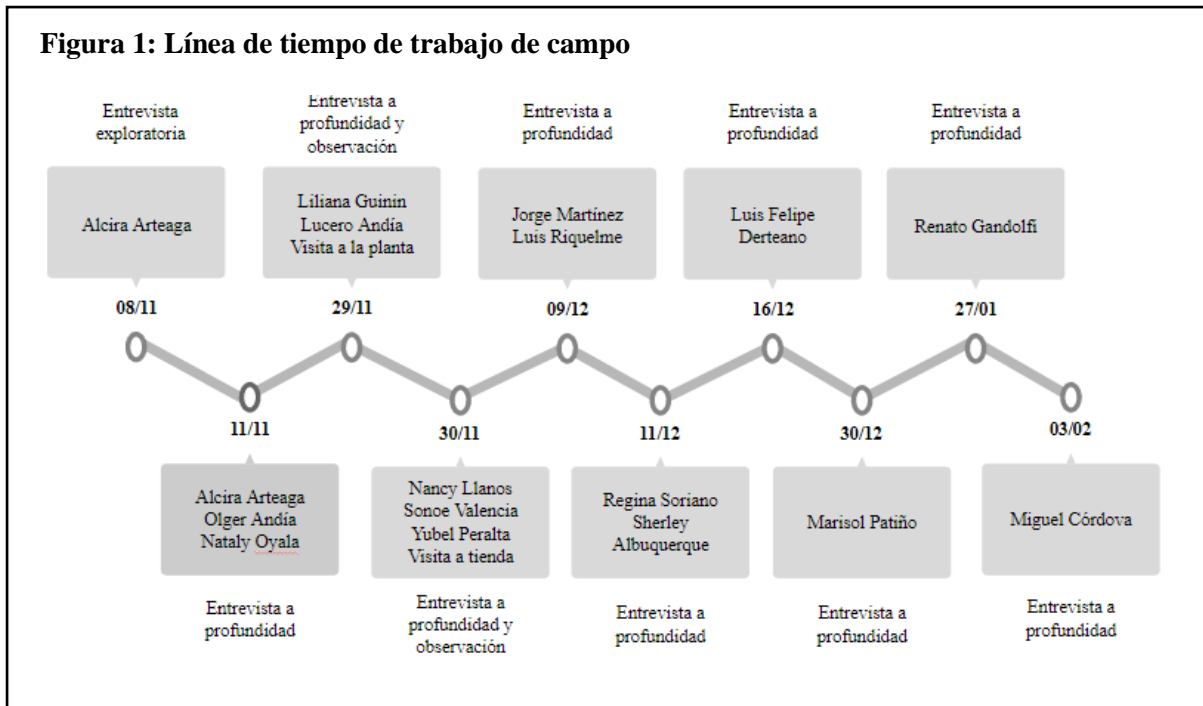 Figura 1: Línea de tiempo de trabajo de campo
Entrevista
exploratoria
Alcira Arteaga
08/11
Entrevista a
profundidad y
observación
Liliana Guinin
Lucero Andía
Visita a la planta
29/11
Entrevista a
profundidad
Jorge Martínez
Luis Riquelme
09/12
Entrevista a
profundidad
Luis Felipe
Derteano
16/12
Entrevista a
profundidad
Renato Gandolfi
27/01
11/11
Alcira Arteaga
Olger Andía
Nataly Oyala
Entrevista a
profundidad
30/11
Nancy Llanos
Sonoe Valencia
Yubel Peralta
Visita a tienda
Entrevista a
profundidad y
observación
11/12
Regina Soriano
Sherley
Albuquerque
Entrevista a
profundidad
30/12
Marisol Patiño
Entrevista a
profundidad
03/02
Miguel Córdova
Entrevista a
profundidad